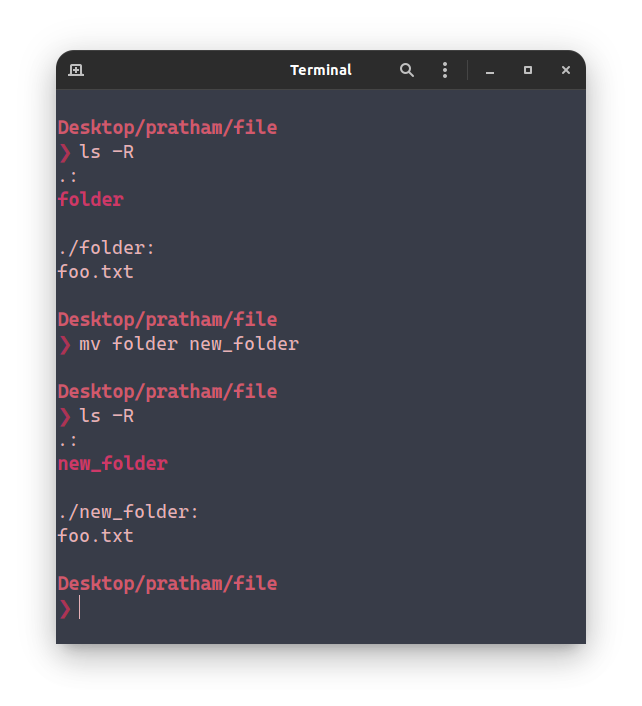 Terminal
Desktop/pratham/file
❯ ls -R
.:
folder
./folder:
foo.txt
Desktop/pratham/file
❯ mv folder new_folder
Desktop/pratham/file
❯ ls -R
.:
new_folder
./new_folder:
foo.txt
Desktop/pratham/file
❯